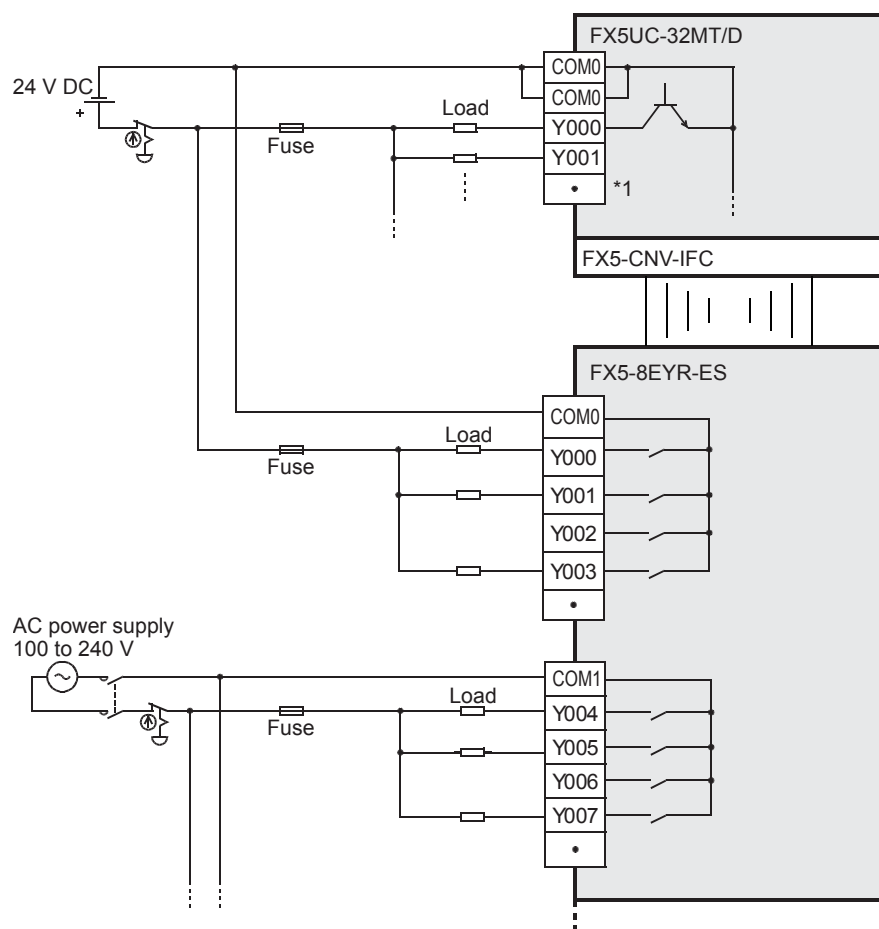 FX5UC-32MT/D
24 V DC
+
COM0
COM0
Load
Y000
Fuse
Y001
*1
FX5-CNV-IFC
FX5-8EYR-ES
COM0
Load
Y000
Fuse
Y001
Y002
Y003
AC power supply
100 to 240 V
COM1
Load
Y004
Fuse
Y005
Y006
Y007